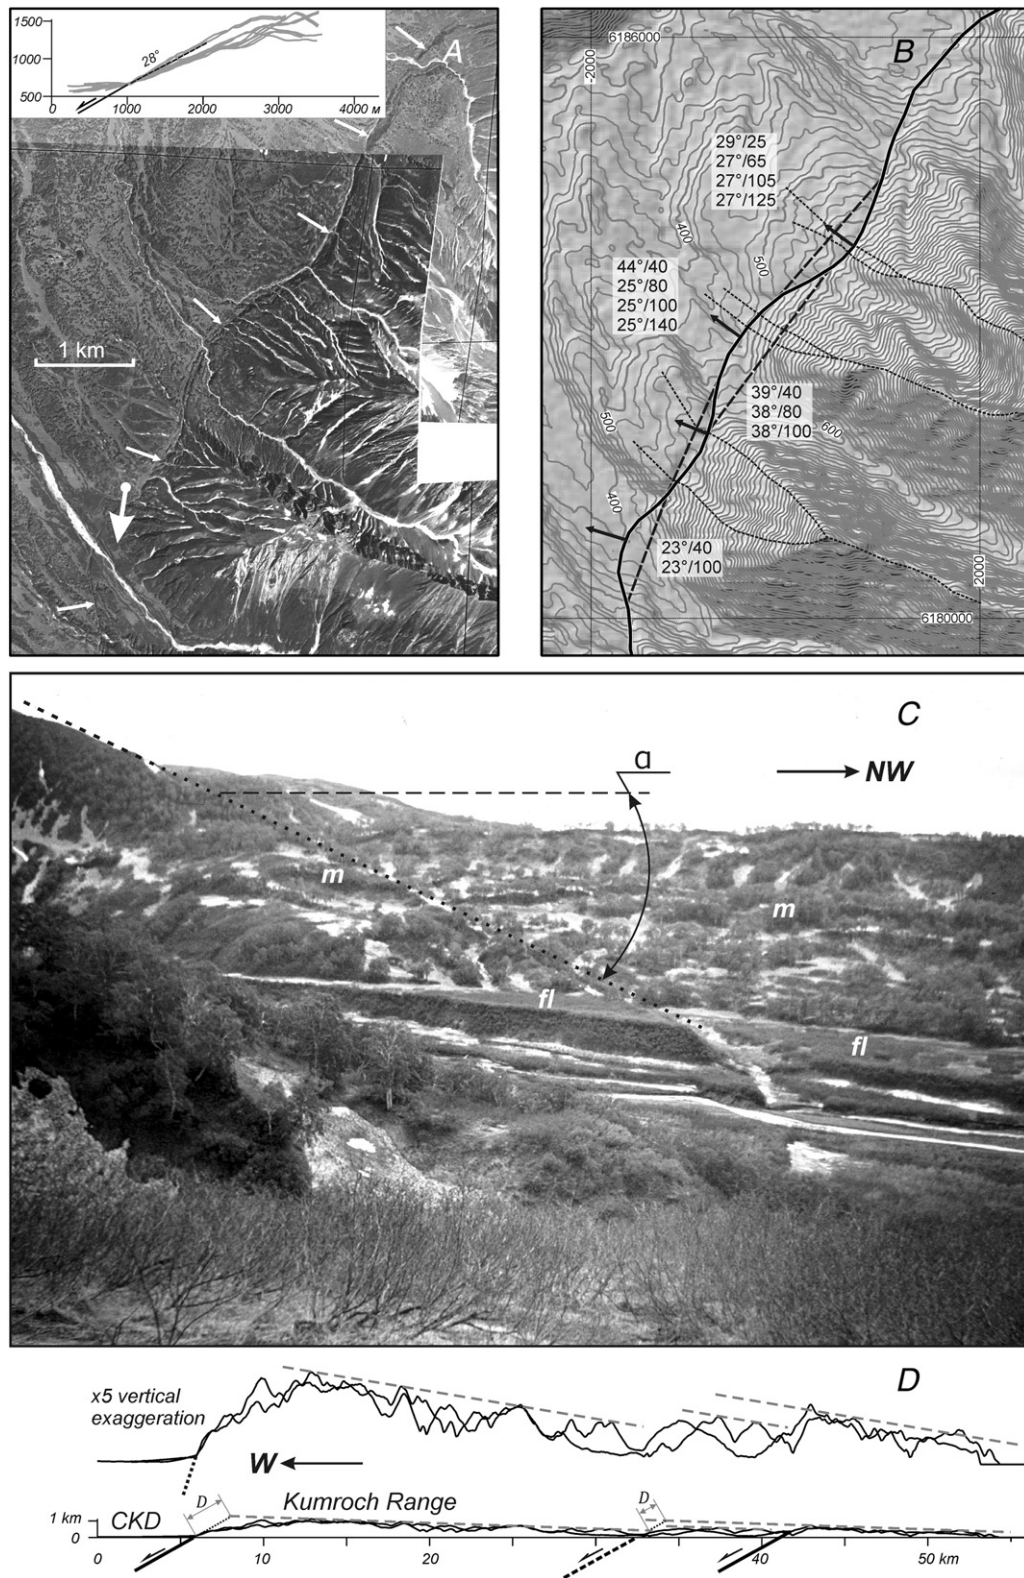 1500
1000
500
0
1000
2000
3000
4000 м
28°
A
1 km
B
6186000
-2000
29°/25
27°/65
27°/105
27°/125
400
500
44°/40
25°/80
25°/100
25°/140
39°/40
38°/80
38°/100
600
500
400
23°/40
23°/100
2000
6180000
C
α
NW
m
m
fl
fl
D
x5 vertical
exaggeration
W
D
Kumroch Range
D
1 km
CKD
0
0
10
20
40
50 km